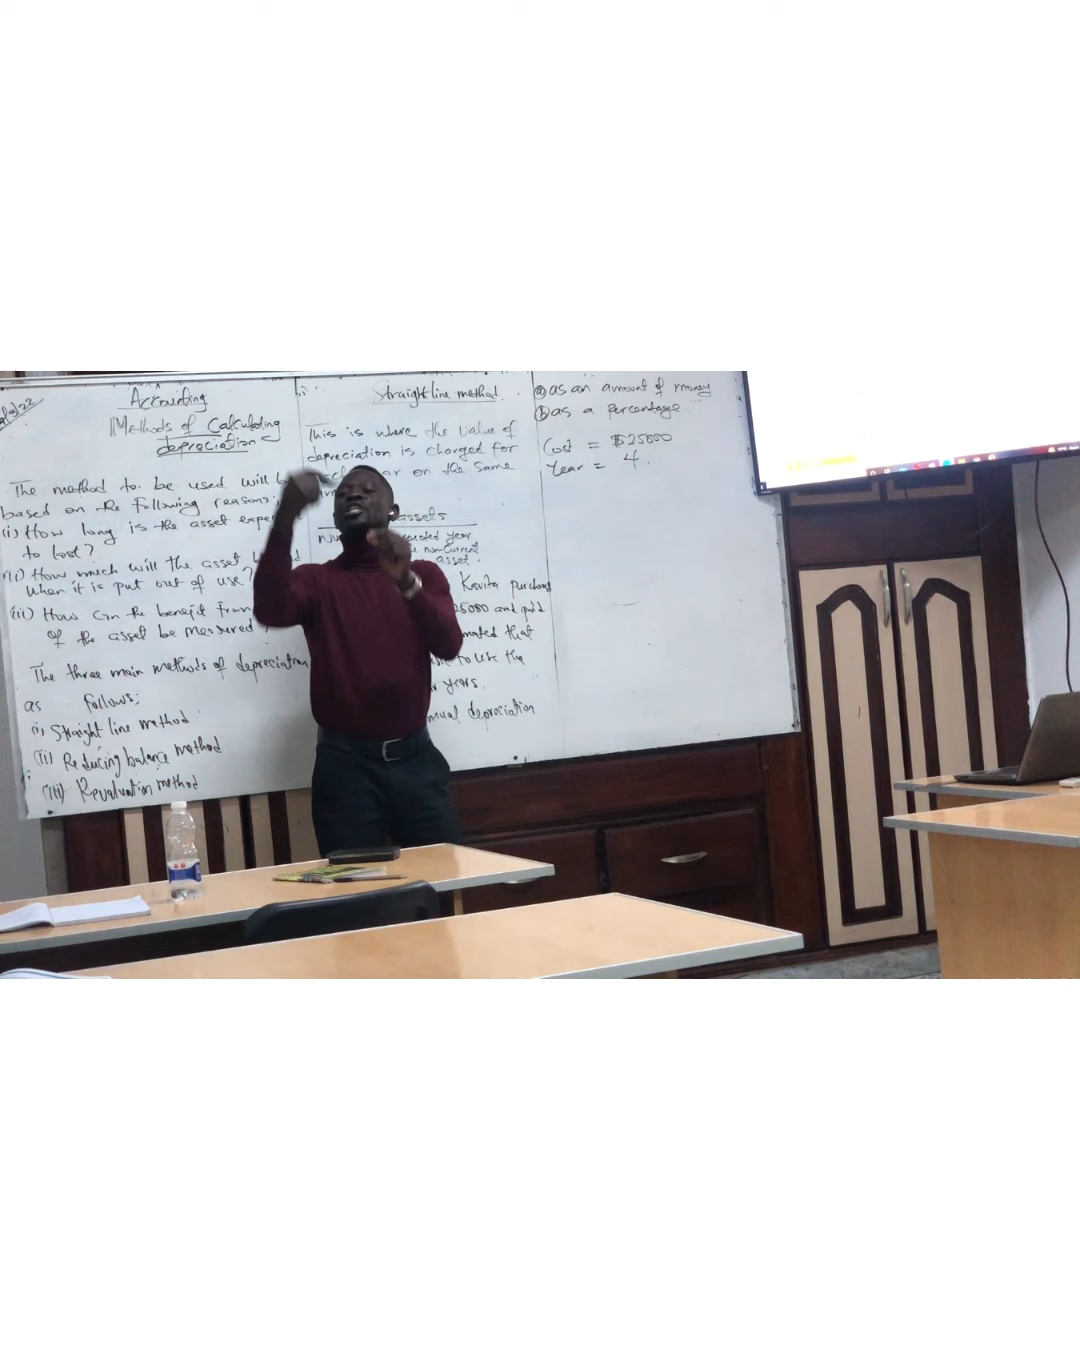 Accounting
Methods of Calculating
depreciation
The method to be used will b
based on the following reasons;
(i) How long is the asset expe
to last?
(ii) How much will the asset
when it is put out of use?
(iii) How can the benefit from
of the asset be measured
The three main methods of depreciation
as follows;
(i) Straight line method
(ii) Reducing balance method
(iii) Revaluation method
Straight line method
This is where the value of
depreciation is charged for
ar on the same
assets
year
non-current
asset.
Kavita
25000 and paid
mated that
to use the
years.
nual depreciation
(a) as an amount of money
(b) as a percentage
Cost = $25000
Year = 4